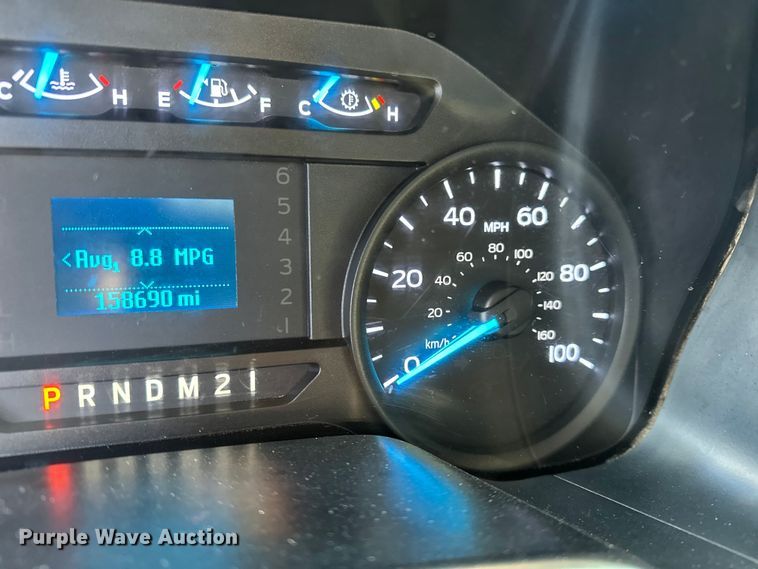 C H E F C H
6
5
4
3
2
1
<Avg₁ 8.8 MPG
158690 mi
P R N D M 2 1
0 20 40 60 80 100
MPH
20 40 60 80 100 120 140 160
km/h
Purple Wave Auction